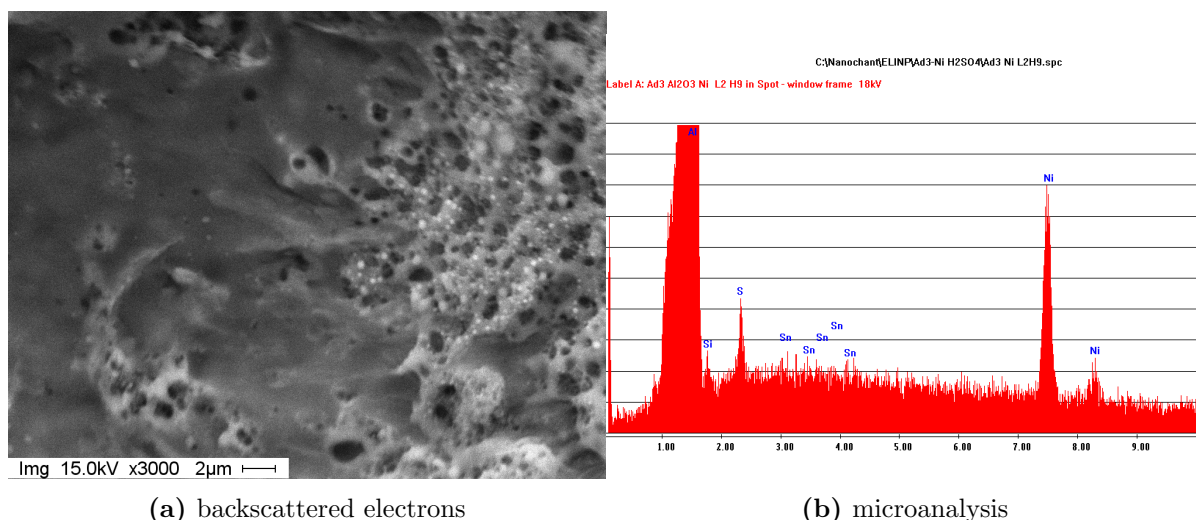 C:\Nanochant\ELINP\Ad3-Ni H2SO4\Ad3 Ni L2H9.spc
Label A: Ad3 Al2O3 Ni  L2 H9 in Spot - window frame  18kV
Al
Ni
S
Sn
Si
Sn
Sn
Sn
Sn
Ni
1.00 2.00 3.00 4.00 5.00 6.00 7.00 8.00 9.00
Img 15.0kV x3000 2μm
(a) backscattered electrons
(b) microanalysis